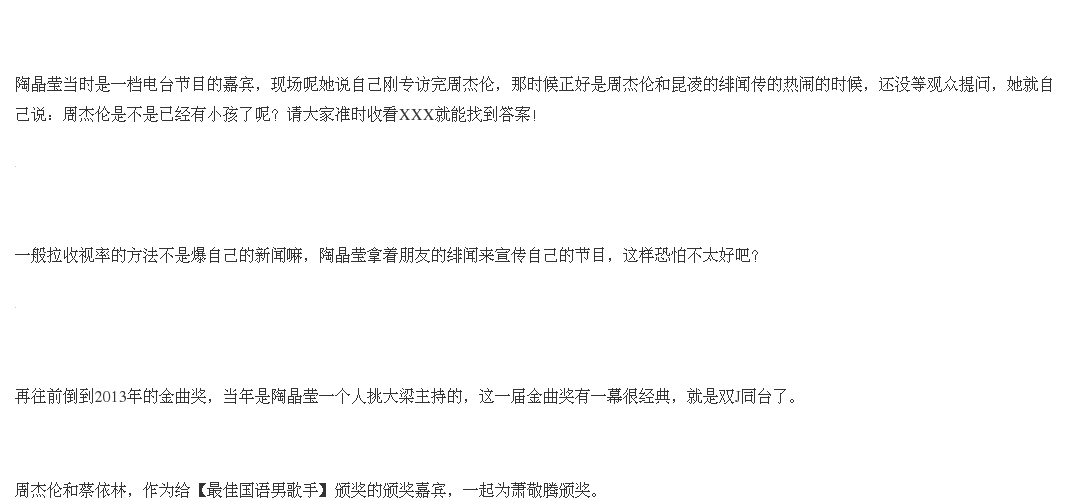 陶晶莹当时是一档电台节目的嘉宾，现场呢她说自己刚专访完周杰伦，那时候正好是周杰伦和昆凌的绯闻传的热闹的时候，还没等观众提问，她就自
己说：周杰伦是不是已经有小孩了呢？请大家准时收看XXX就能找到答案！
一般拉收视率的方法不是爆自己的新闻嘛，陶晶莹拿着朋友的绯闻来宣传自己的节目，这样恐怕不太好吧？
再往前倒到2013年的金曲奖，当年是陶晶莹一个人挑大梁主持的，这一届金曲奖有一幕很经典，就是双J同台了。
周杰伦和蔡依林，作为给【最佳国语男歌手】颁奖的颁奖嘉宾，一起为萧敬腾颁奖。